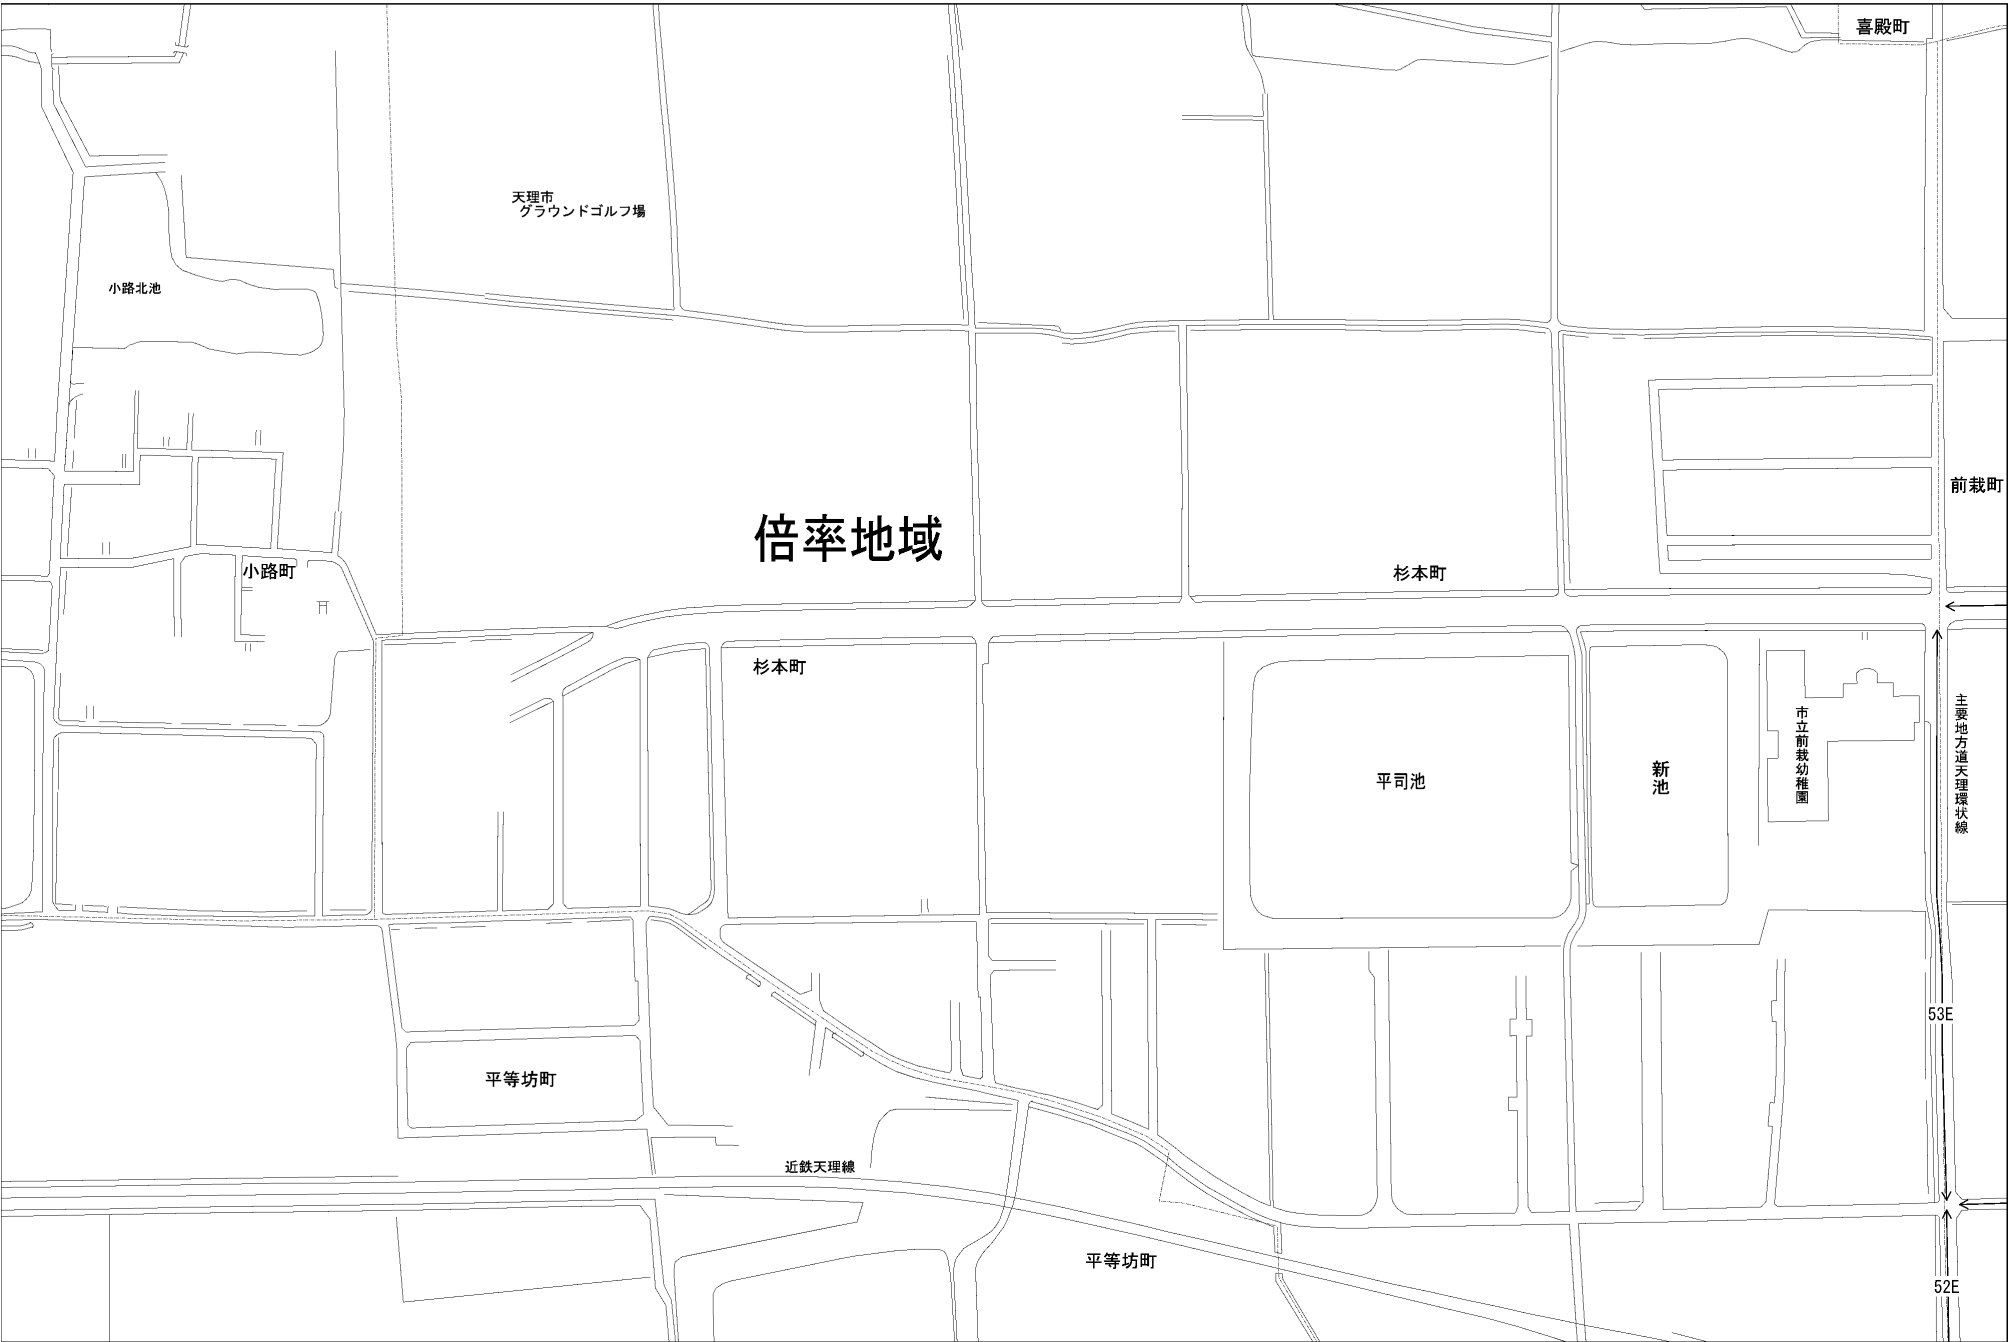 喜殿町
天理市
グラウンドゴルフ場
小路北池
前栽町
倍率地域
小路町
杉本町
杉本町
主要地方道天理環状線
市立前栽幼稚園
新池
平司池
53E
平等坊町
近鉄天理線
平等坊町
52E